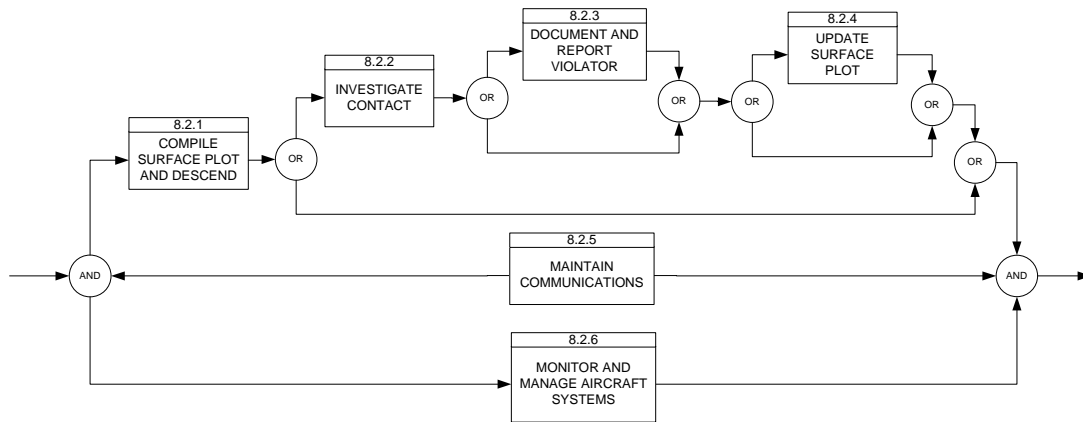 8.2.3
DOCUMENT AND
REPORT
VIOLATOR
8.2.4
UPDATE
SURFACE
PLOT
8.2.2
INVESTIGATE
CONTACT
OR
OR
OR
OR
8.2.1
COMPILE
SURFACE PLOT
AND DESCEND
OR
OR
8.2.5
MAINTAIN
COMMUNICATIONS
AND
AND
8.2.6
MONITOR AND
MANAGE AIRCRAFT
SYSTEMS